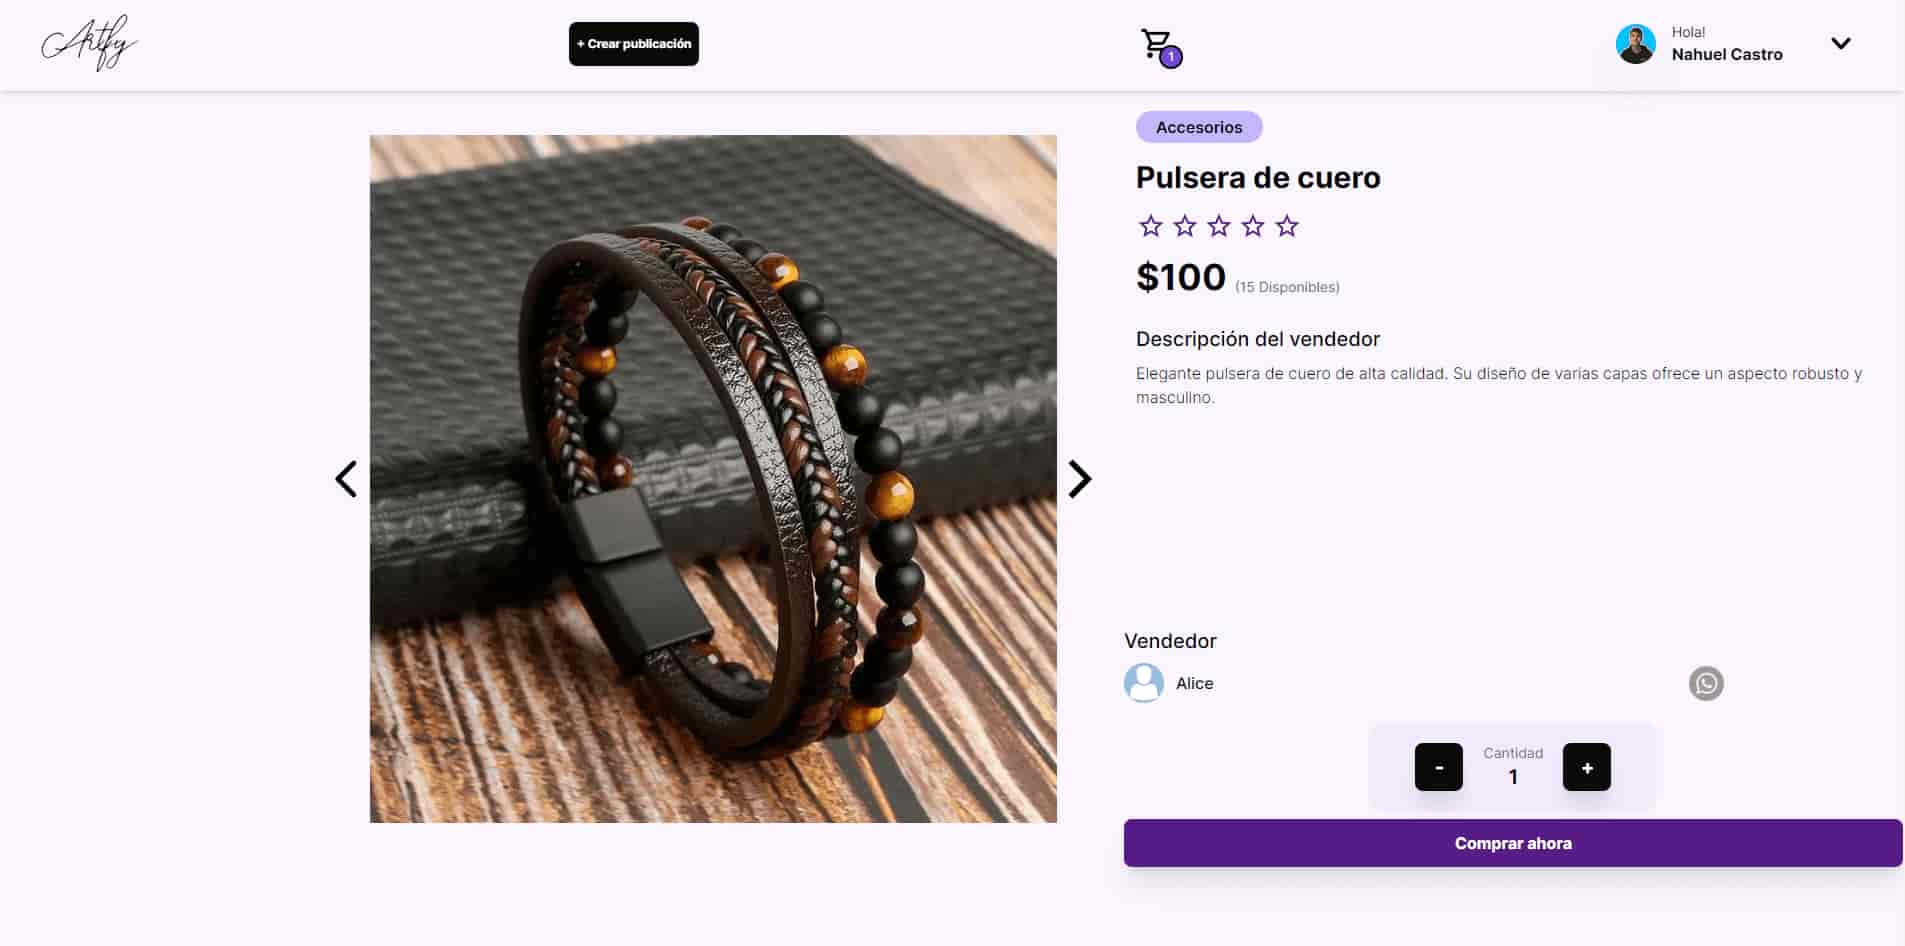 Artfy
+ Crear publicación
1
Hola!
Nahuel Castro
Accesorios
Pulsera de cuero
$100 (15 Disponibles)
Descripción del vendedor
Elegante pulsera de cuero de alta calidad. Su diseño de varias capas ofrece un aspecto robusto y
masculino.
Vendedor
Alice
Cantidad
- 1 +
Comprar ahora